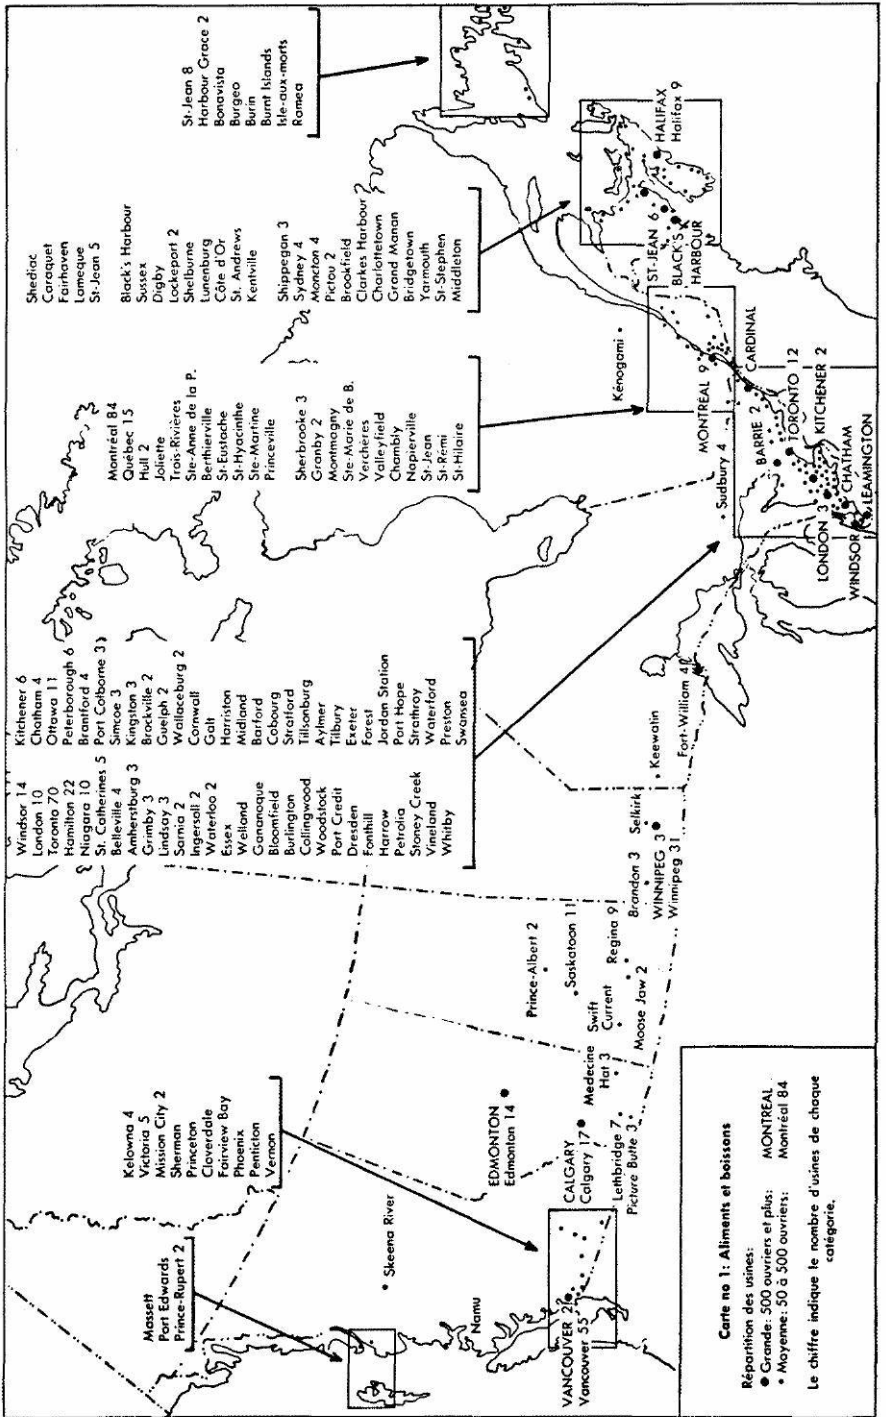 Massett
Port Edwards
Prince-Rupert 2
Kelowna 4
Victoria 5
Mission City 2
Sherman
Princeton
Cloverdale
Fairview Bay
Phoenix
Penticton
Vernon
Windsor 14
London 10
Toronto 70
Hamilton 22
Niagara 10
St. Catherines 5
Belleville 4
Amherstburg 3
Grimby 3
Lindsay 3
Sarnia 2
Ingersoll 2
Waterloo 2
Essex
Welland
Gananoque
Bloomfield
Burlington
Collingwood
Woodstock
Port Credit
Dresden
Fonthill
Harrow
Petrolia
Stoney Creek
Vineland
Whitby
Kitchener 6
Chatham 4
Ottawa 11
Peterborough 6
Brantford 4
Port Colborne 3
Simcoe 3
Kingston 3
Brockville 2
Guelph 2
Wallaceburg 2
Cornwall
Galt
Harriston
Midland
Barford
Cobourg
Stratford
Tillsonburg
Aylmer
Tilbury
Exeter
Forest
Jordan Station
Port Hope
Strathroy
Waterford
Preston
Swansea
Montréal 84
Québec 15
Hull 2
Joliette
Trois-Rivières
Ste-Anne de la P.
Berthierville
St-Eustache
St-Hyacinthe
Ste-Martine
Princeville
Sherbrooke 3
Granby 2
Montmagny
Ste-Marie de B.
Verchères
Valleyfield
Chambly
Napierville
St-Jean
St-Rémi
St-Hilaire
Shediac
Caraquet
Fairhaven
Lameque
St-Jean 5
Black's Harbour
Sussex
Digby
Lockeport 2
Shelburne
Lunenburg
Côte d'Or
St. Andrews
Kentville
Shippegan 3
Sydney 4
Moncton 4
Pictou 2
Brookfield
Clarkes Harbour 2
Charlottetown
Grand Manan
Bridgetown
Yarmouth
St-Stephen
Middleton
St-Jean 8
Harbour Grace 2
Bonavista
Burgeo
Burin
Burnt Islands
Isle-aux-morts
Ramea
Skeena River
Namu
VANCOUVER 2
Vancouver 55
EDMONTON
Edmonton 14
CALGARY
Calgary 17
Medecine
Hat 3
Lethbridge 7
Picture Butte 3
Prince-Albert 2
Saskatoon 11
Swift
Current
Regina 9
Moose Jaw 2
Brandon 3
Selkirk
WINNIPEG 3
Winnipeg 31
Keewatin
Fort-William 4
Sudbury 4
Kénogami
MONTRÉAL 9
CARDINAL
BARRIE 2
TORONTO 12
KITCHENER 2
LONDON 3
CHATHAM
WINDSOR
LEAMINGTON
ST-JEAN 6
BLACK'S
HARBOUR
HALIFAX
Halifax 9
Carte no 1: Aliments et boissons
Répartition des usines:
Grande: 500 ouvriers et plus: MONTREAL
Moyenne: 50 à 500 ouvriers: Montréal 84
Le chiffre indique le nombre d'usines de chaque
catégorie.